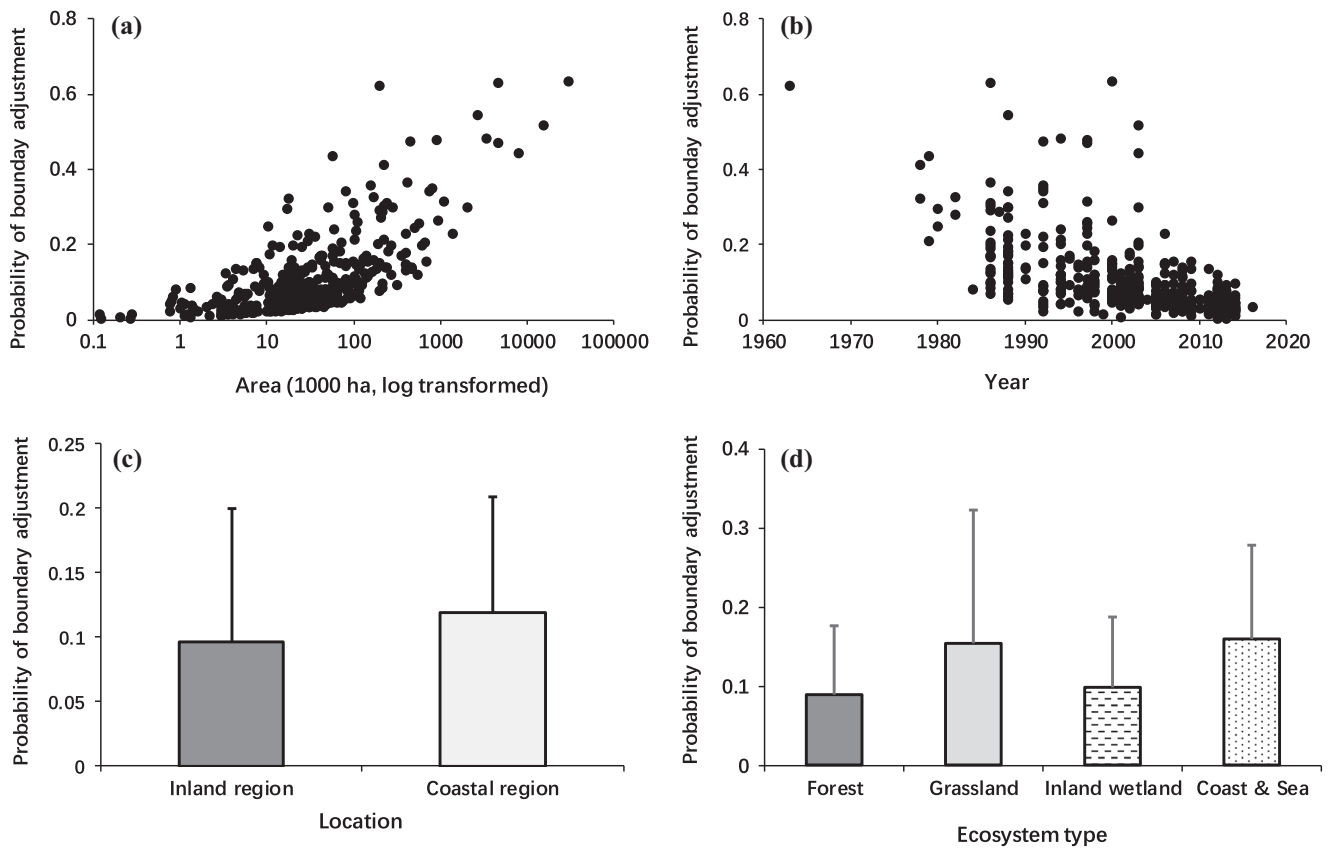 (a)
Probability of bounday adjustment
0.8
0.6
0.4
0.2
0
0.1 1 10 100 1000 10000 100000
Area (1000 ha, log transformed)
(b)
Probability of boundary adjustment
0.8
0.6
0.4
0.2
0
1960 1970 1980 1990 2000 2010 2020
Year
(c)
Probability of boundary adjustment
0.25
0.2
0.15
0.1
0.05
0
Inland region Coastal region
Location
(d)
Probability of boundary adjustment
0.4
0.3
0.2
0.1
0
Forest Grassland Inland wetland Coast & Sea
Ecosystem type